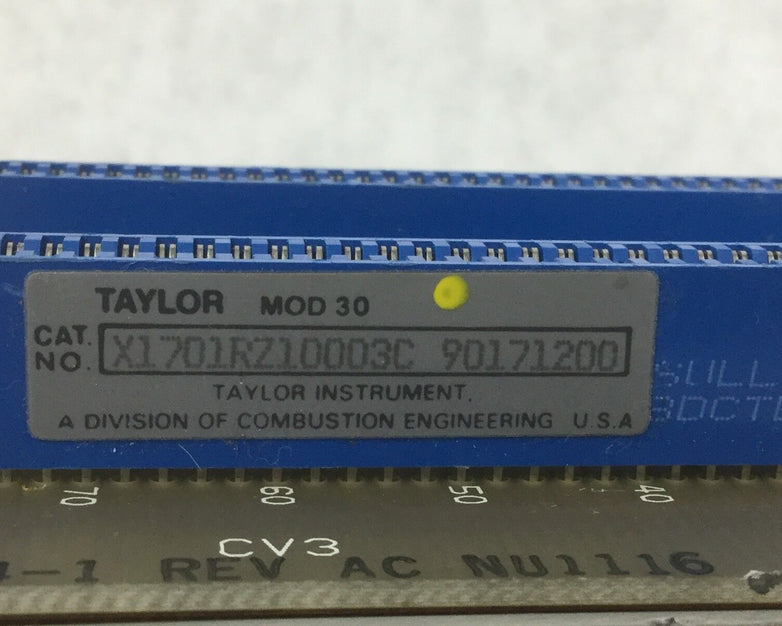 TAYLOR MOD 30
CAT. NO. X1701RZ10003C 90171200
TAYLOR INSTRUMENT.
A DIVISION OF COMBUSTION ENGINEERING U.S.A
70 60 50 40
CV3
-1 REV AC NU1116